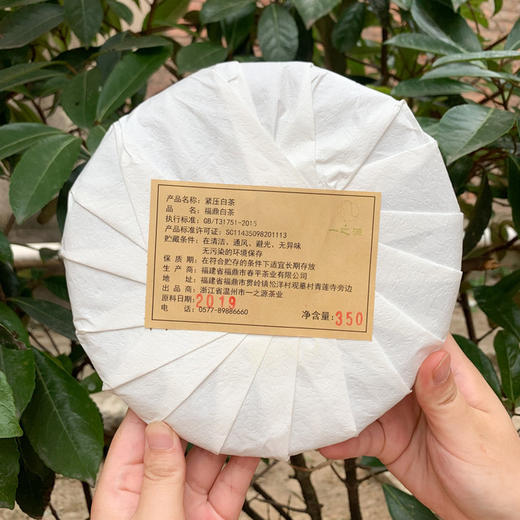 一之源
产品名称：紧压白茶
品　　名：福鼎白茶
执行标准：GB/T31751-2015
产品标准许可证：SC11435098201113
贮藏条件：在清洁、通风、避光、无异味
无污染的环境保存
保 质 期：在符合贮存的条件下适宜长期存放
生 产 商：福建省福鼎市春平茶业有限公司
地　　址：福建省福鼎市贯岭镇松洋村观墓村青莲寺旁边
出 品 商：浙江省温州市一之源茶业
原料日期：2019
电　　话：0577-89886660
净含量：350